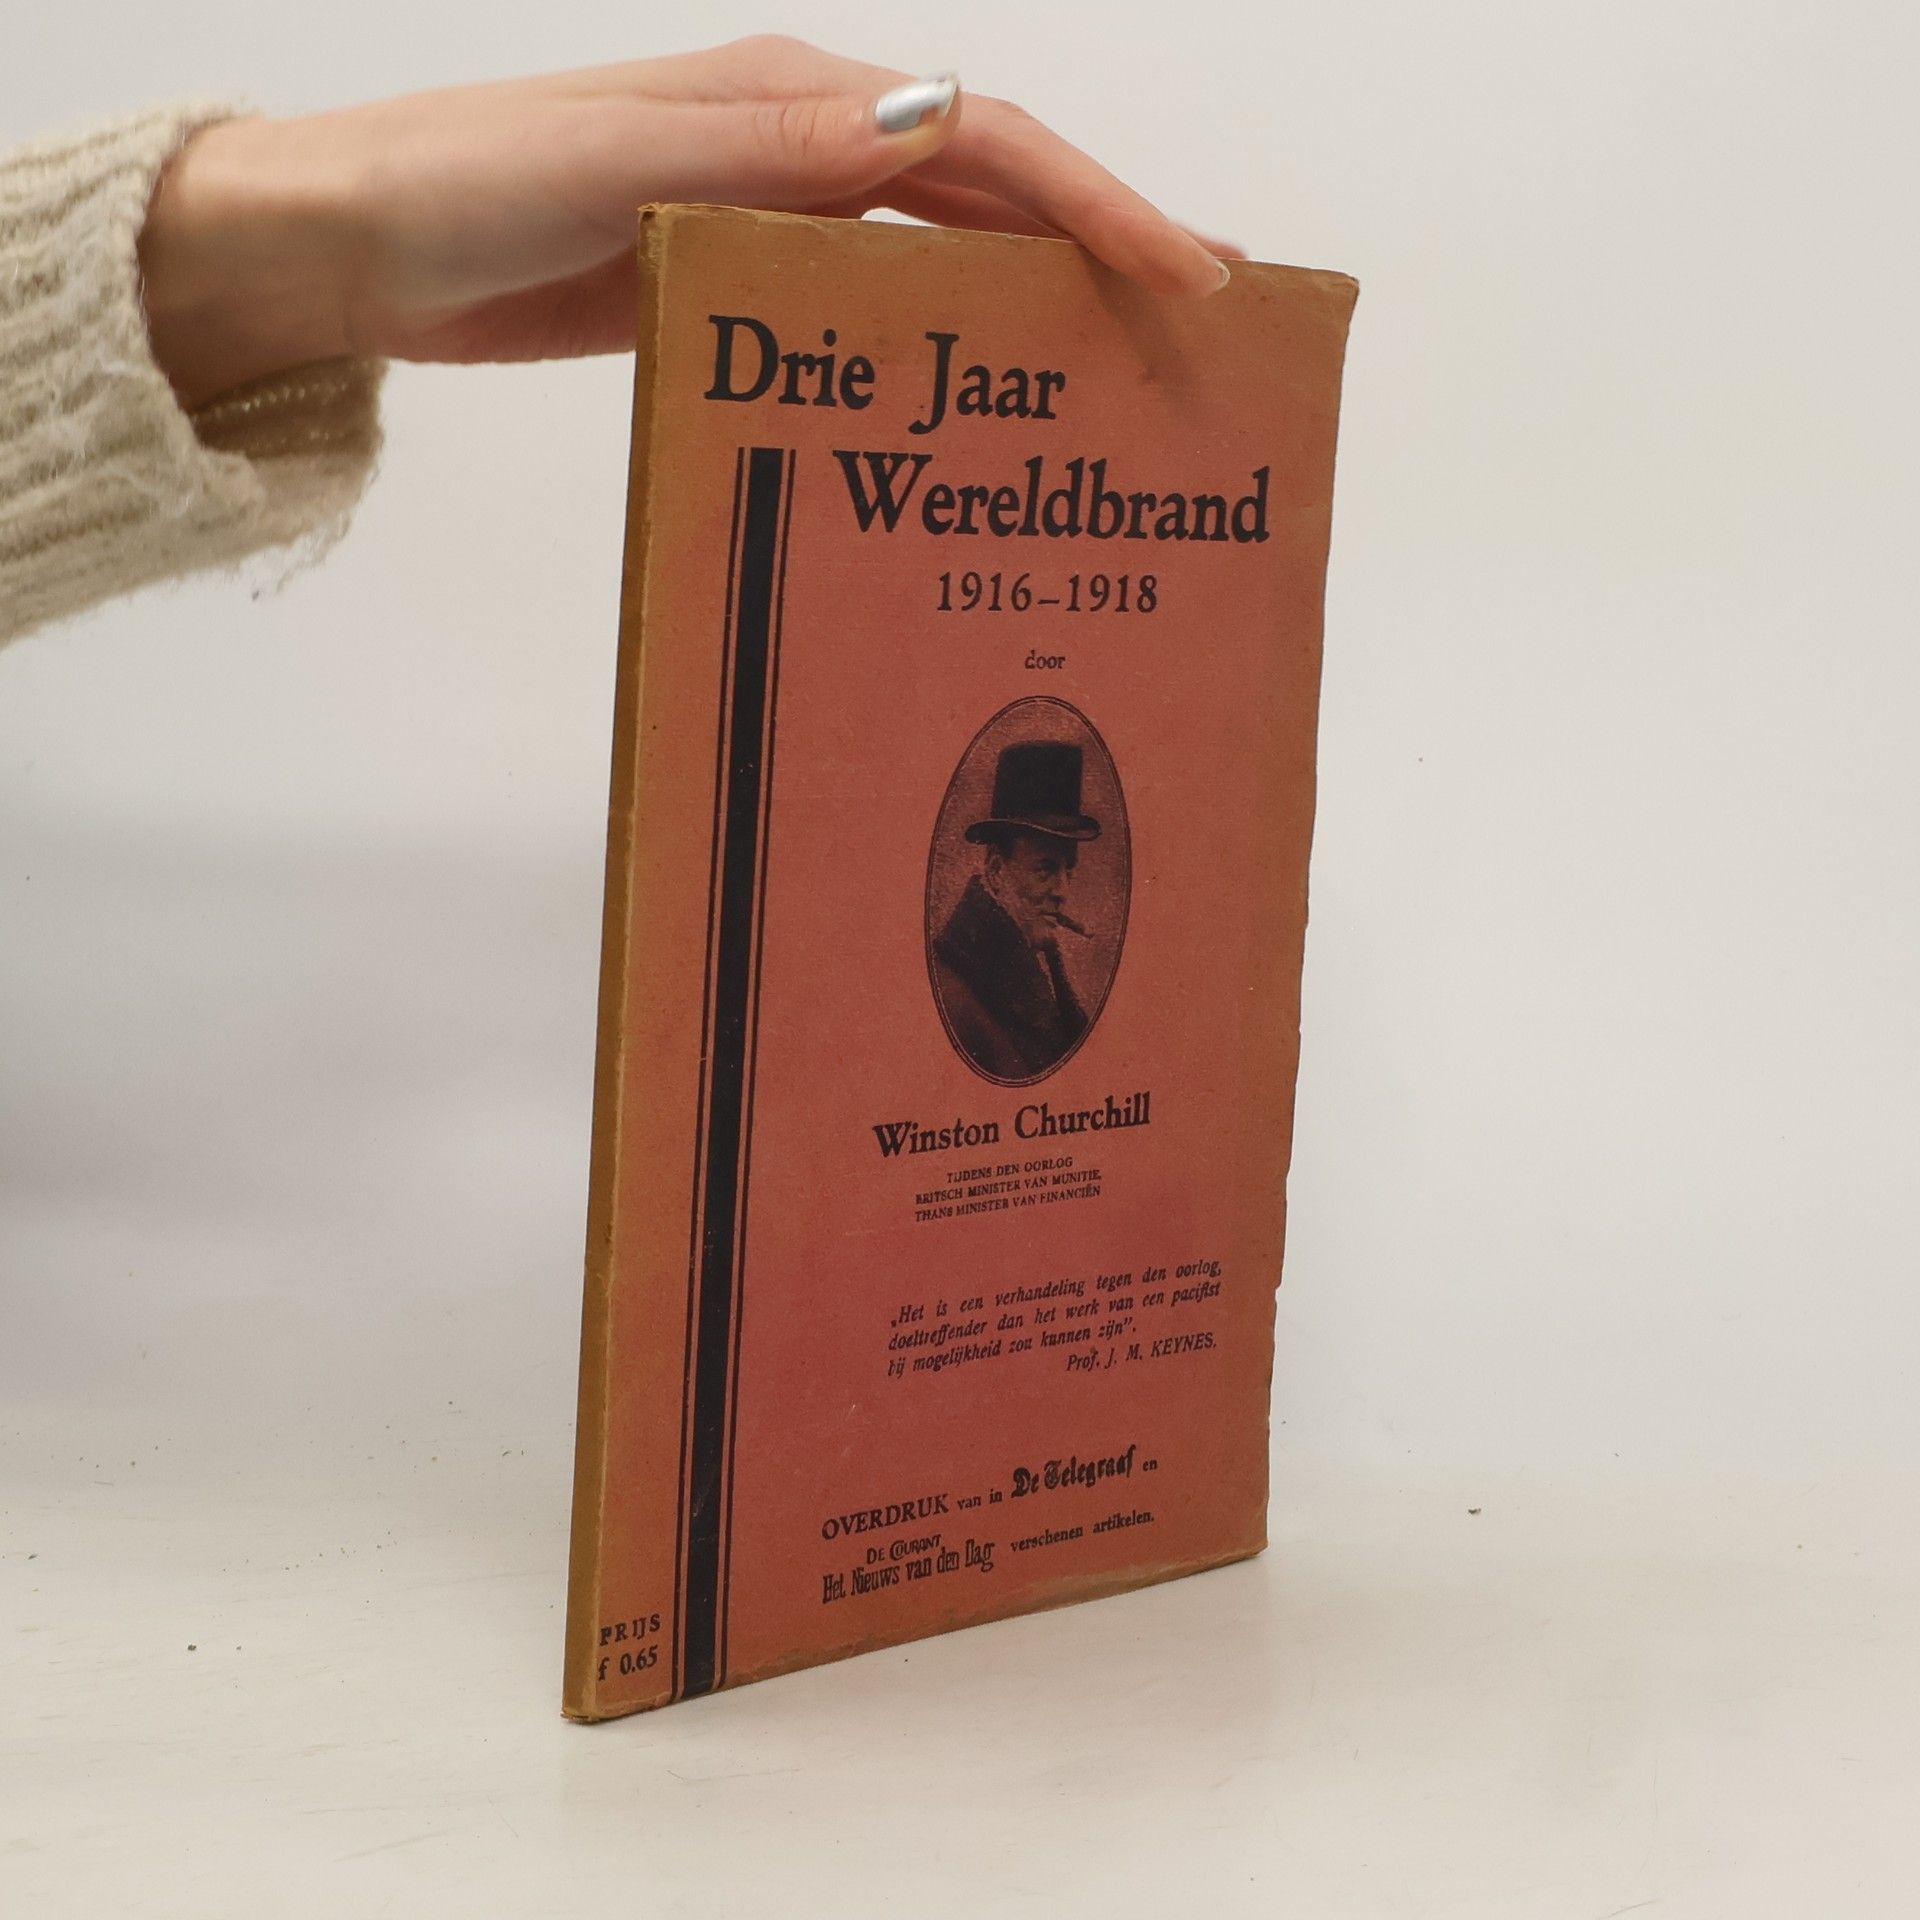 Drie Jaar
Wereldbrand
1916-1918
door
Winston Churchill
TIJDENS DEN OORLOG
BRITSCH MINISTER VAN MUNITIE,
THANS MINISTER VAN FINANCIËN
„Het is een verhandeling tegen den oorlog,
doeltreffender dan het werk van een pacifist
bij mogelijkheid zou kunnen zijn”.
Prof. J. M. KEYNES.
OVERDRUK van in De Telegraaf en
DE COURANT
Het Nieuws van den Dag verschenen artikelen.
PRIJS
f 0.65